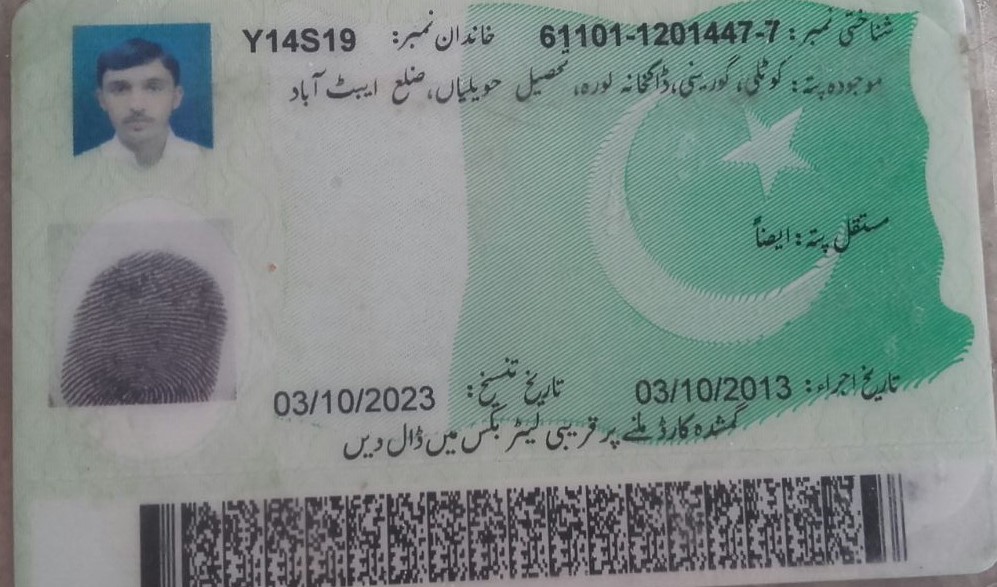 شناختی نمبر: 61101-1201447-7 خاندان نمبر: Y14S19
موجودہ پتہ: کوٹلی، گورینی، ڈاکخانہ لورہ، تحصیل حویلیاں، ضلع ایبٹ آباد
مستقل پتہ: ایضاً
تاریخ اجراء: 03/10/2013 تاریخ تنسیخ: 03/10/2023
گمشدہ کارڈ ملنے پر قریبی لیٹر بکس میں ڈال دیں